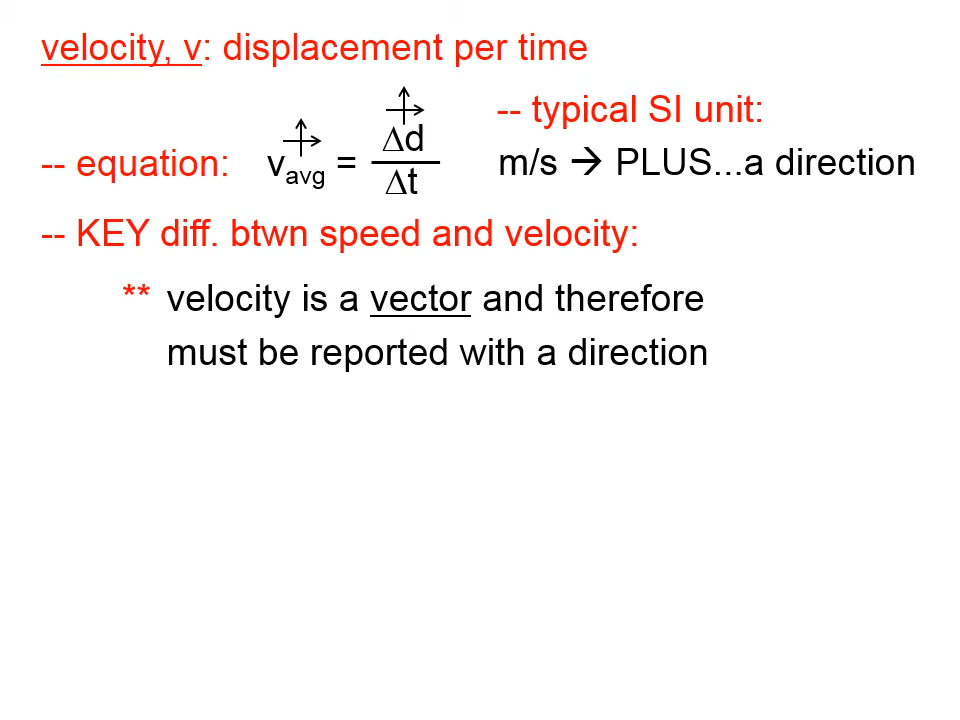 velocity, v: displacement per time
-- typical SI unit:
-- equation: vavg = Δd / Δt
m/s → PLUS...a direction
-- KEY diff. btwn speed and velocity:
** velocity is a vector and therefore
must be reported with a direction